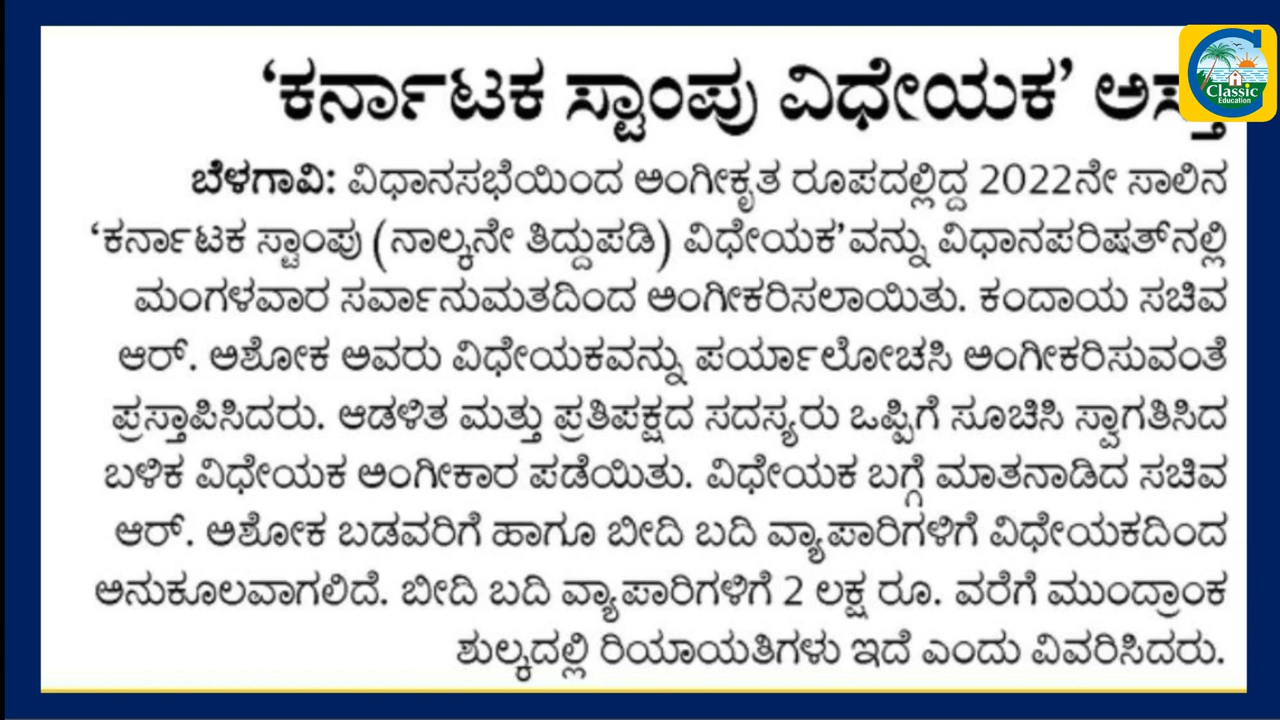 ‘ಕರ್ನಾಟಕ ಸ್ಟಾಂಪು ವಿಧೇಯಕ’ ಅಸ್ತು
Classic
Education
ಬೆಳಗಾವಿ: ವಿಧಾನಸಭೆಯಿಂದ ಅಂಗೀಕೃತ ರೂಪದಲ್ಲಿದ್ದ 2022ನೇ ಸಾಲಿನ
‘ಕರ್ನಾಟಕ ಸ್ಟಾಂಪು (ನಾಲ್ಕನೇ ತಿದ್ದುಪಡಿ) ವಿಧೇಯಕ’ವನ್ನು ವಿಧಾನಪರಿಷತ್‌ನಲ್ಲಿ
ಮಂಗಳವಾರ ಸರ್ವಾನುಮತದಿಂದ ಅಂಗೀಕರಿಸಲಾಯಿತು. ಕಂದಾಯ ಸಚಿವ
ಆರ್. ಅಶೋಕ ಅವರು ವಿಧೇಯಕವನ್ನು ಪರ್ಯಾಲೋಚಸಿ ಅಂಗೀಕರಿಸುವಂತೆ
ಪ್ರಸ್ತಾಪಿಸಿದರು. ಆಡಳಿತ ಮತ್ತು ಪ್ರತಿಪಕ್ಷದ ಸದಸ್ಯರು ಒಪ್ಪಿಗೆ ಸೂಚಿಸಿ ಸ್ವಾಗತಿಸಿದ
ಬಳಿಕ ವಿಧೇಯಕ ಅಂಗೀಕಾರ ಪಡೆಯಿತು. ವಿಧೇಯಕ ಬಗ್ಗೆ ಮಾತನಾಡಿದ ಸಚಿವ
ಆರ್. ಅಶೋಕ ಬಡವರಿಗೆ ಹಾಗೂ ಬೀದಿ ಬದಿ ವ್ಯಾಪಾರಿಗಳಿಗೆ ವಿಧೇಯಕದಿಂದ
ಅನುಕೂಲವಾಗಲಿದೆ. ಬೀದಿ ಬದಿ ವ್ಯಾಪಾರಿಗಳಿಗೆ 2 ಲಕ್ಷ ರೂ. ವರೆಗೆ ಮುಂದ್ರಾಂಕ
ಶುಲ್ಕದಲ್ಲಿ ರಿಯಾಯತಿಗಳು ಇದೆ ಎಂದು ವಿವರಿಸಿದರು.